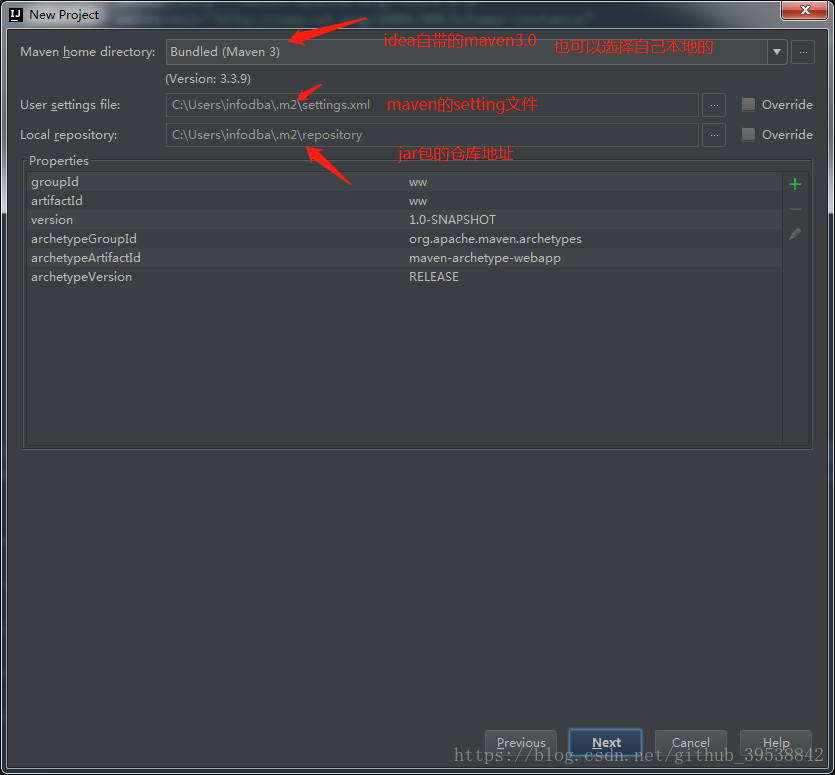 New Project
Maven home directory: Bundled (Maven 3) idea自带的maven3.0 也可以选择自己本地的
(Version: 3.3.9)
User settings file: C:\Users\infodba\.m2\settings.xml maven的setting文件 Override
Local repository: C:\Users\infodba\.m2\repository Override
jar包的仓库地址
Properties
groupId ww
artifactId ww
version 1.0-SNAPSHOT
archetypeGroupId org.apache.maven.archetypes
archetypeArtifactId maven-archetype-webapp
archetypeVersion RELEASE
Previous Next Cancel Help
https://blog.csdn.net/github_39538842